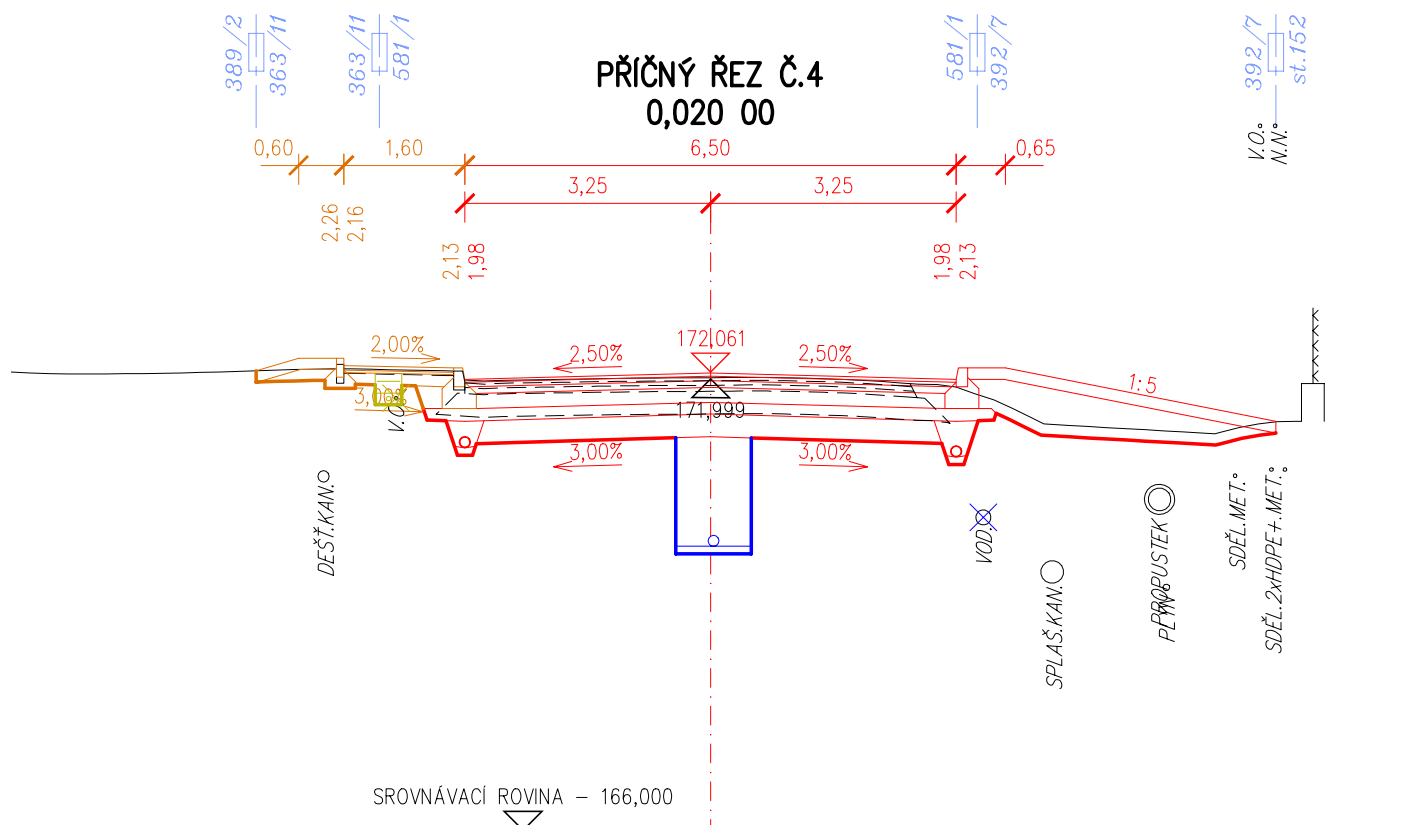 389/2
363/11
363/11
581/1
581/1
392/7
392/7
st.152
PŘÍČNÝ ŘEZ Č.4
0,020 00
V.O.
N.N.
0,60
1,60
6,50
0,65
3,25
3,25
2,26
2,16
2,13
1,98
1,98
2,13
172,061
2,00%
2,50%
2,50%
1:5
171,999
V.O.
3,00%
3,00%
DEŠŤ.KAN.
VOD.
SPLAŠ.KAN.
PROPUSTEK
PLYN
SDĚL.MET.
SDĚL.2xHDPE+.MET.
SROVNÁVACÍ ROVINA – 166,000